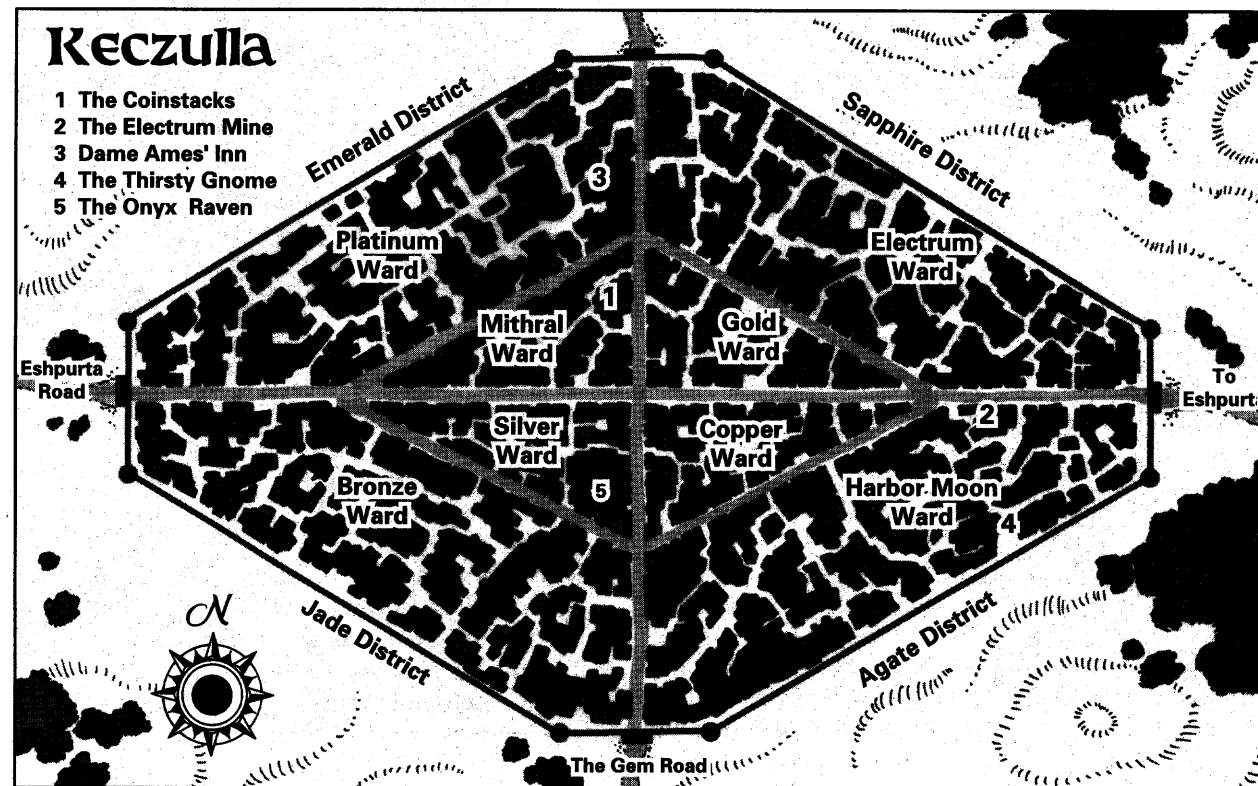 Keczulla
1 The Coinstacks
2 The Electrum Mine
3 Dame Ames' Inn
4 The Thirsty Gnome
5 The Onyx Raven
Emerald District
Sapphire District
3
Platinum
Ward
Electrum
Ward
1
Mithral
Ward
Gold
Ward
Eshpurta
Road
To
Eshpurta
2
Silver
Ward
Copper
Ward
5
Bronze
Ward
Harbor Moon
Ward
4
N
Jade District
Agate District
The Gem Road